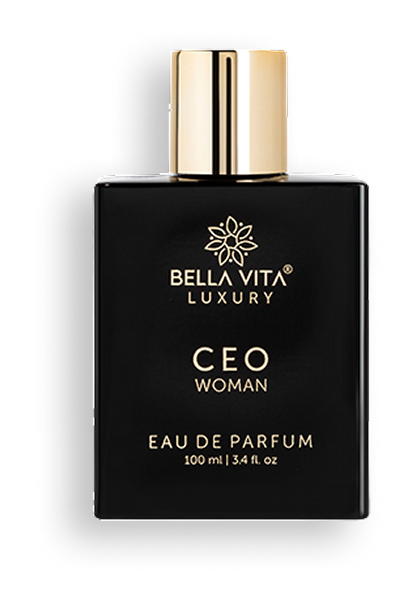 BELLA VITA®
LUXURY
CEO
WOMAN
EAU DE PARFUM
100 ml | 3.4 fl. oz